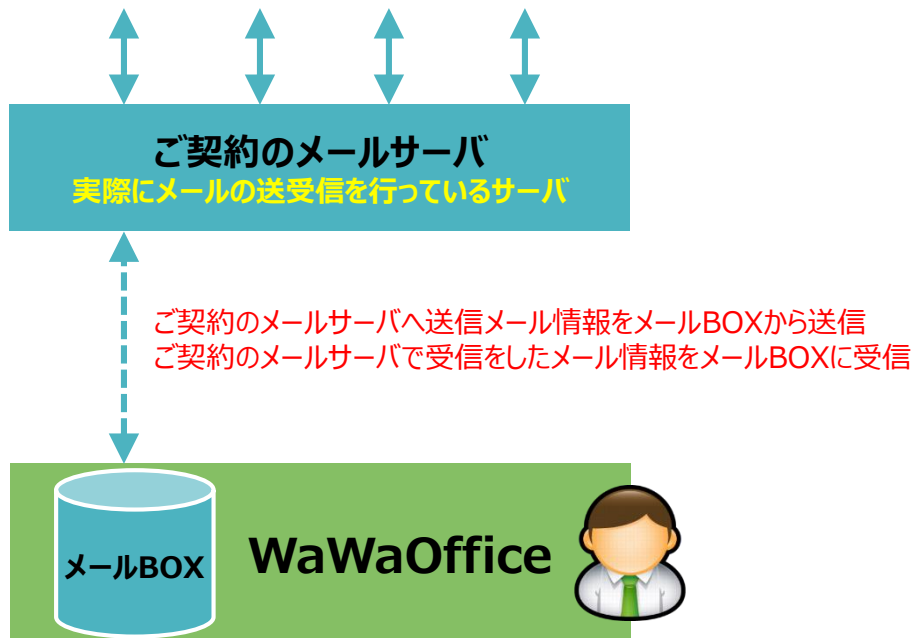 ご契約のメールサーバ
実際にメールの送受信を行っているサーバ
ご契約のメールサーバへ送信メール情報をメールBOXから送信
ご契約のメールサーバで受信をしたメール情報をメールBOXに受信
メールBOX
WaWaOffice